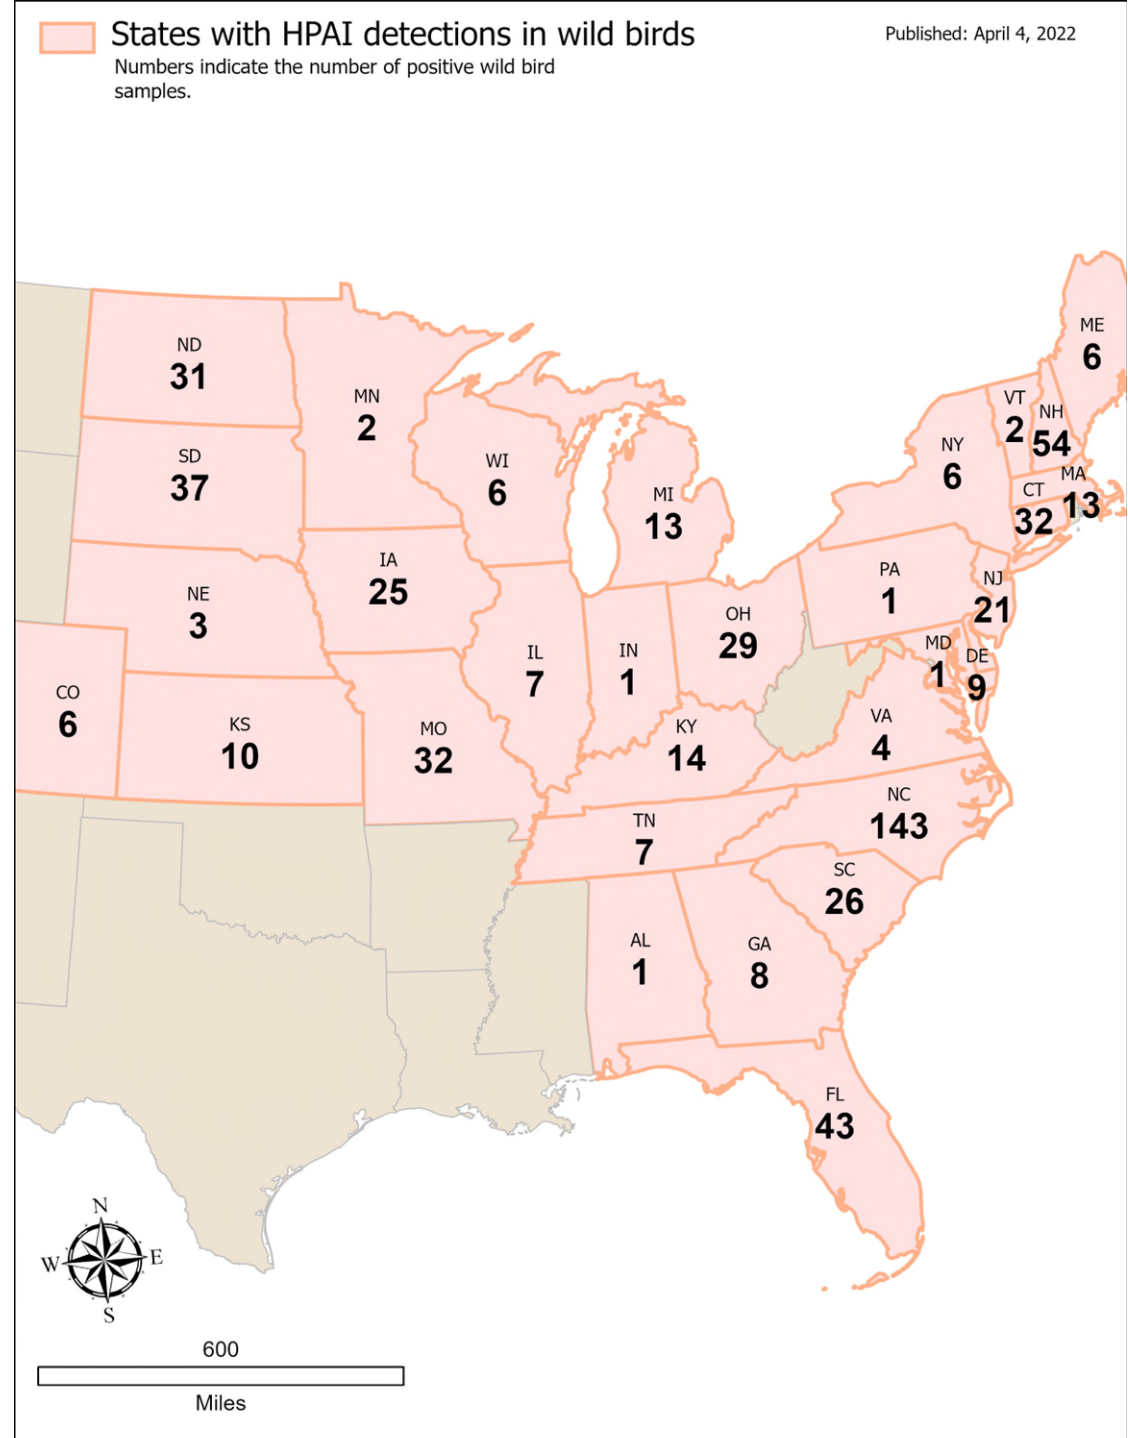 States with HPAI detections in wild birds
Published: April 4, 2022
Numbers indicate the number of positive wild bird
samples.
ME
6
ND
31
MN
2
VT
2
NH
54
NY
6
SD
37
WI
6
MA
13
CT
32
MI
13
IA
25
PA
1
NJ
21
NE
3
OH
29
IL
7
IN
1
MD
1
DE
9
CO
6
KS
10
MO
32
KY
14
VA
4
NC
143
TN
7
SC
26
AL
1
GA
8
FL
43
N
W
E
S
600
Miles